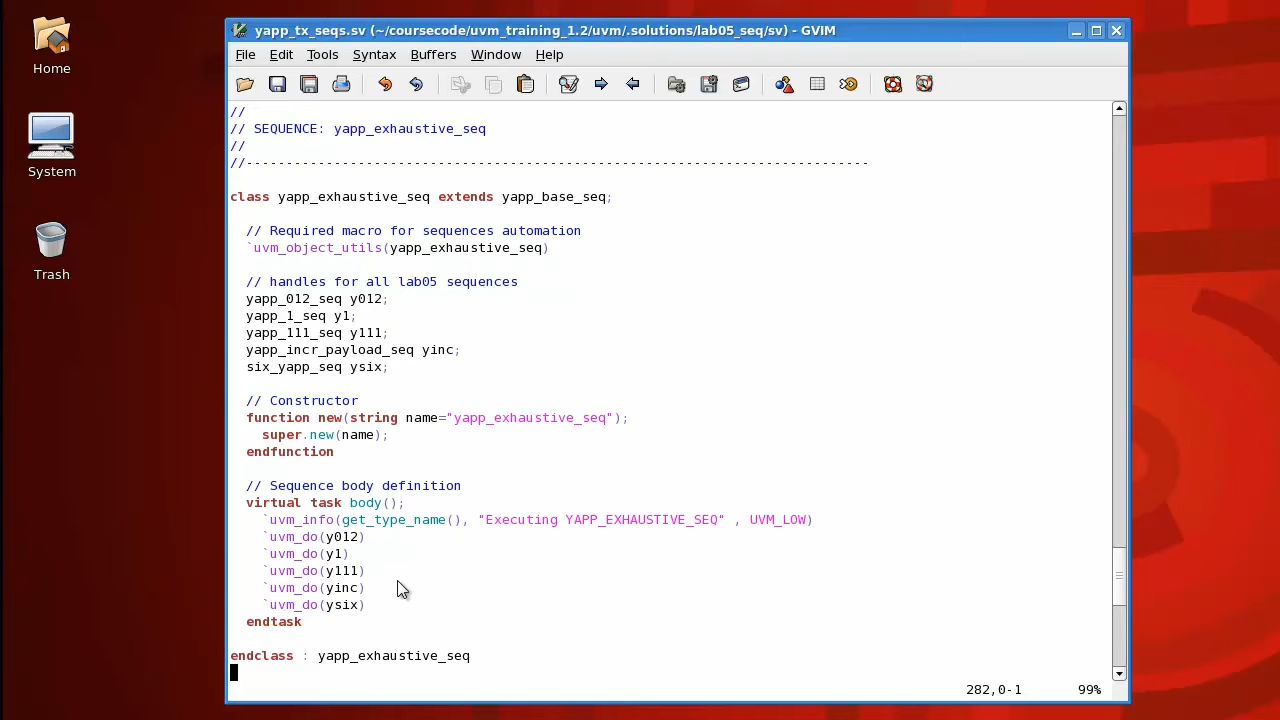 Home
System
Trash
yapp_tx_seqs.sv (~/coursecode/uvm_training_1.2/uvm/.solutions/lab05_seq/sv) - GVIM
File Edit Tools Syntax Buffers Window Help
//
// SEQUENCE: yapp_exhaustive_seq
//
//------------------------------------------------------------------------------
class yapp_exhaustive_seq extends yapp_base_seq;
// Required macro for sequences automation
`uvm_object_utils(yapp_exhaustive_seq)
// handles for all lab05 sequences
yapp_012_seq y012;
yapp_1_seq y1;
yapp_111_seq y111;
yapp_incr_payload_seq yinc;
six_yapp_seq ysix;
// Constructor
function new(string name="yapp_exhaustive_seq");
super.new(name);
endfunction
// Sequence body definition
virtual task body();
`uvm_info(get_type_name(), "Executing YAPP_EXHAUSTIVE_SEQ" , UVM_LOW)
`uvm_do(y012)
`uvm_do(y1)
`uvm_do(y111)
`uvm_do(yinc)
`uvm_do(ysix)
endtask
endclass : yapp_exhaustive_seq
282,0-1 99%